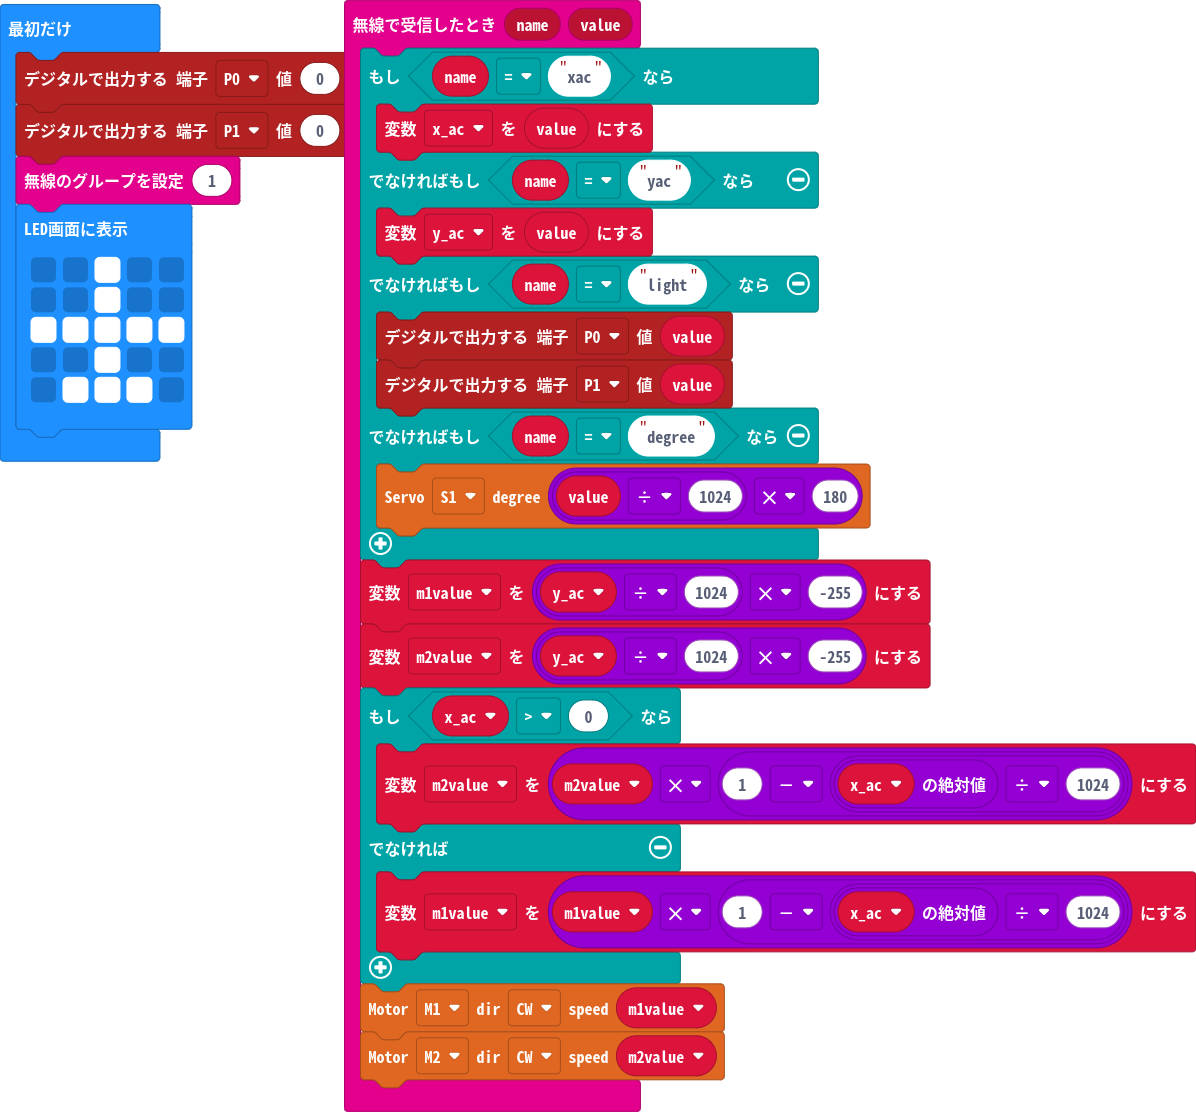 最初だけ
デジタルで出力する 端子 P0 値 0
デジタルで出力する 端子 P1 値 0
無線のグループを設定 1
LED画面に表示
無線で受信したとき name value
もし name = "xac" なら
変数 x_ac を value にする
でなければもし name = "yac" なら
変数 y_ac を value にする
でなければもし name = "light" なら
デジタルで出力する 端子 P0 値 value
デジタルで出力する 端子 P1 値 value
でなければもし name = "degree" なら
Servo S1 degree value ÷ 1024 × 180
変数 m1value を y_ac ÷ 1024 × -255 にする
変数 m2value を y_ac ÷ 1024 × -255 にする
もし x_ac > 0 なら
変数 m2value を m2value × 1 - x_ac の絶対値 ÷ 1024 にする
でなければ
変数 m1value を m1value × 1 - x_ac の絶対値 ÷ 1024 にする
Motor M1 dir CW speed m1value
Motor M2 dir CW speed m2value